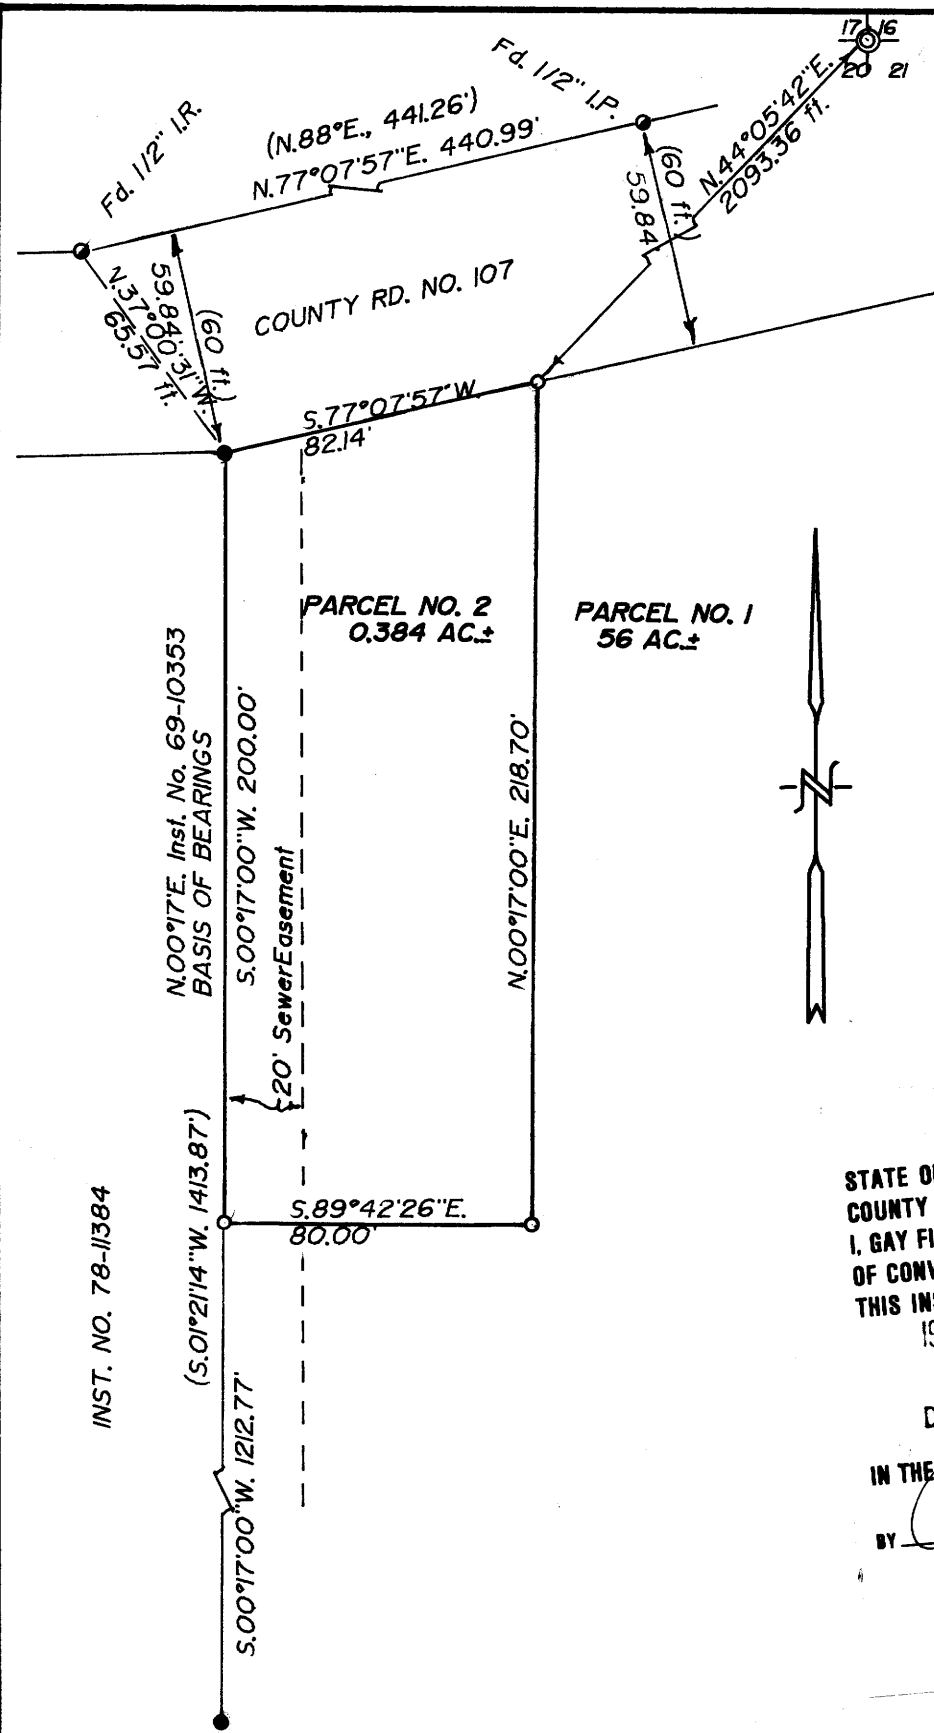 17 16
20 21
Fd. 1/2" I.P.
N.44°05'42"E.
2093.36 ft.
Fd. 1/2" I.R.
(N.88°E., 441.26')
N.77°07'57"E. 440.99'
(60 ft.)
59.84'
N.37°00'31"W.
65.57 ft.
59.84'
(60 ft.)
COUNTY RD. NO. 107
S.77°07'57"W.
82.14'
PARCEL NO. 2
0.384 AC.±
PARCEL NO. 1
56 AC.±
N.00°17'E. Inst. No. 69-10353
BASIS OF BEARINGS
S.00°17'00"W. 200.00'
20' Sewer Easement
N.00°17'00"E. 218.70'
S.89°42'26"E.
80.00'
(S.01°21'14"W. 1413.87')
INST. NO. 78-11384
S.00°17'00"W. 1212.77'
STATE O
COUNTY
I, GAY FI
OF CONV
THIS IN
19
D
IN THE
BY